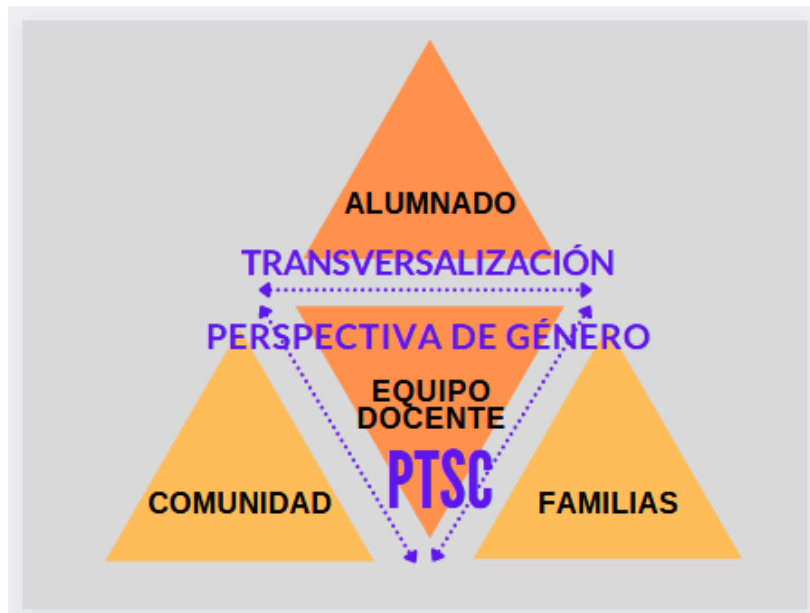 ALUMNADO
TRANSVERSALIZACIÓN
PERSPECTIVA DE GÉNERO
EQUIPO
DOCENTE
PTSC
COMUNIDAD
FAMILIAS